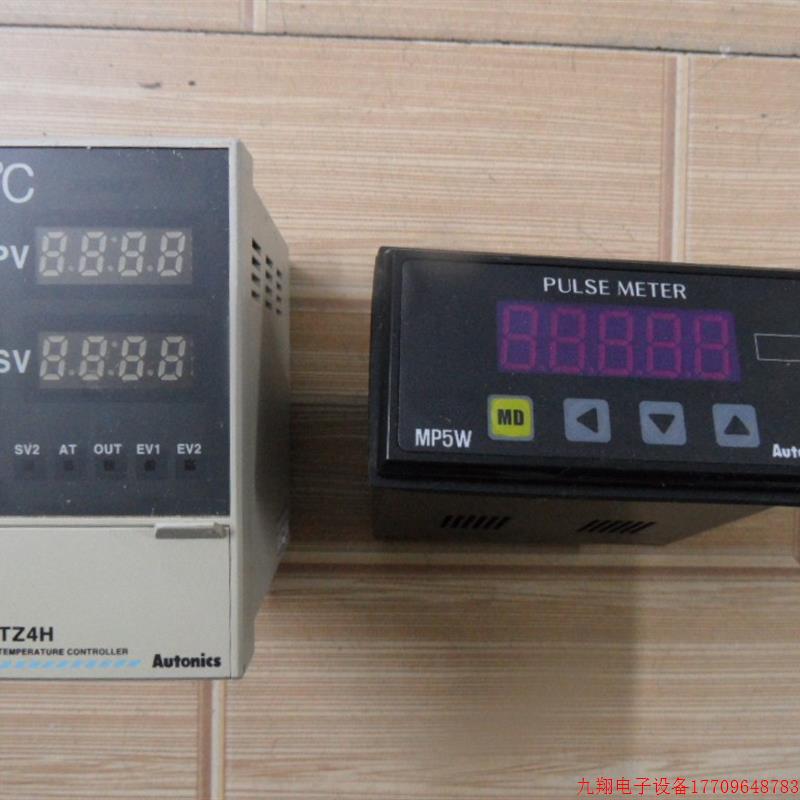 °C
PV
SV
SV2 AT OUT EV1 EV2
TZ4H
TEMPERATURE CONTROLLER
Autonics
PULSE METER
MD
MP5W
Auto
九翔电子设备17709648783